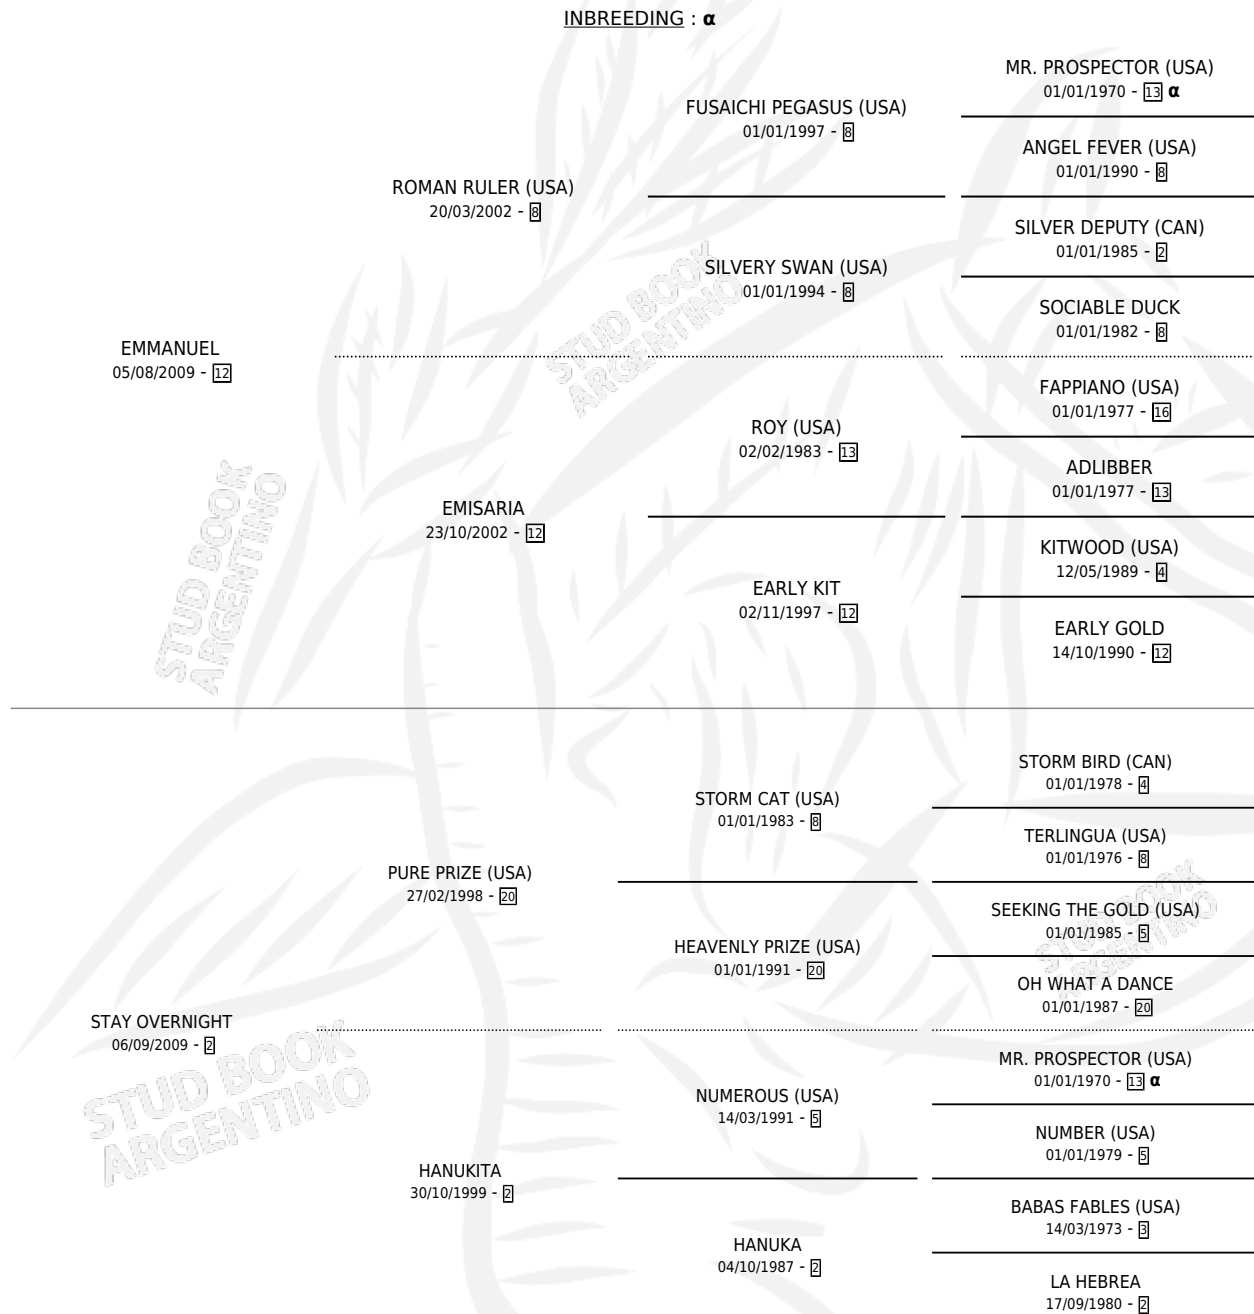 INBREEDING : α
MR. PROSPECTOR (USA)
01/01/1970 - 13 α
FUSAICHI PEGASUS (USA)
01/01/1997 - 8
ANGEL FEVER (USA)
01/01/1990 - 8
ROMAN RULER (USA)
20/03/2002 - 8
SILVER DEPUTY (CAN)
01/01/1985 - 2
SILVERY SWAN (USA)
01/01/1994 - 8
SOCIABLE DUCK
01/01/1982 - 8
STUD BOOK
ARGENTINO
EMMANUEL
05/08/2009 - 12
FAPPIANO (USA)
01/01/1977 - 16
ROY (USA)
02/02/1983 - 13
ADLIBBER
01/01/1977 - 13
EMISARIA
23/10/2002 - 12
KITWOOD (USA)
12/05/1989 - 4
EARLY KIT
02/11/1997 - 12
EARLY GOLD
14/10/1990 - 12
STUD BOOK
ARGENTINO
STORM BIRD (CAN)
01/01/1978 - 4
STORM CAT (USA)
01/01/1983 - 8
TERLINGUA (USA)
01/01/1976 - 8
PURE PRIZE (USA)
27/02/1998 - 20
SEEKING THE GOLD (USA)
01/01/1985 - 5
HEAVENLY PRIZE (USA)
01/01/1991 - 20
OH WHAT A DANCE
01/01/1987 - 20
STUD BOOK
ARGENTINO
STAY OVERNIGHT
06/09/2009 - 2
MR. PROSPECTOR (USA)
01/01/1970 - 13 α
NUMEROUS (USA)
14/03/1991 - 5
NUMBER (USA)
01/01/1979 - 5
STUD BOOK
ARGENTINO
HANUKITA
30/10/1999 - 2
BABAS FABLES (USA)
14/03/1973 - 3
HANUKA
04/10/1987 - 2
LA HEBREA
17/09/1980 - 2